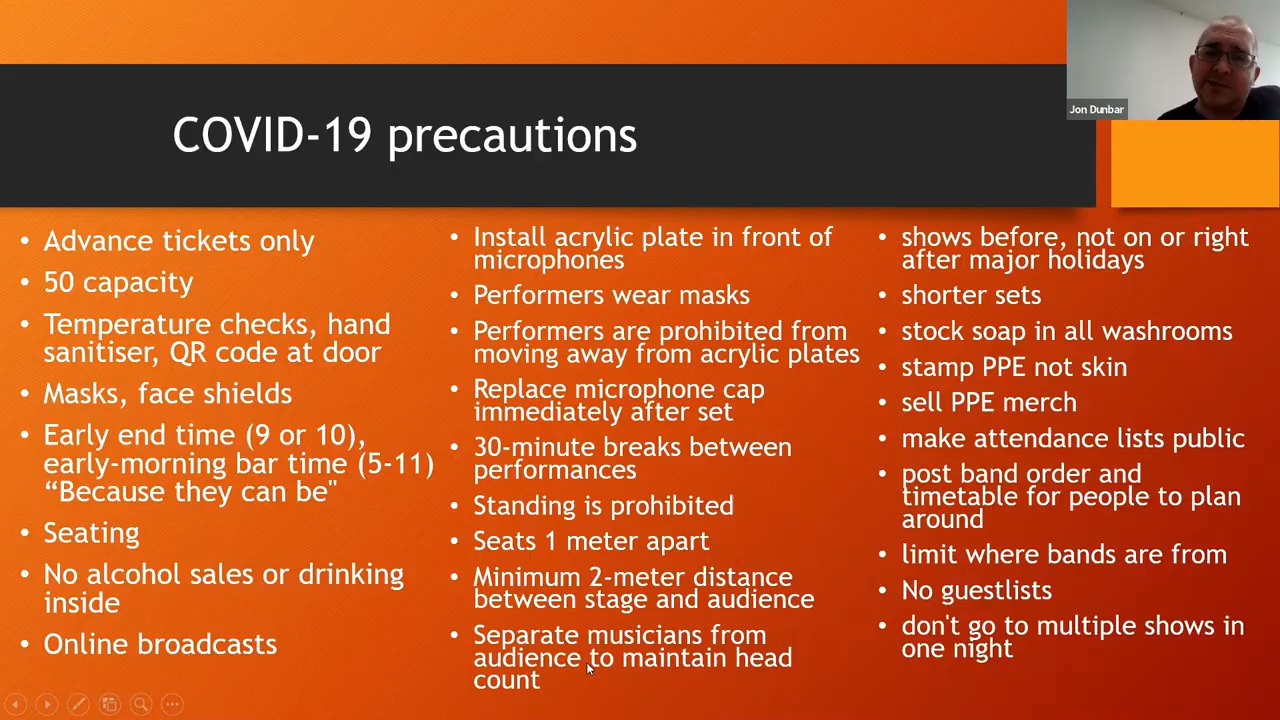 Jon Dunbar
COVID-19 precautions
• Advance tickets only
• 50 capacity
• Temperature checks, hand
sanitiser, QR code at door
• Masks, face shields
• Early end time (9 or 10),
early-morning bar time (5-11)
“Because they can be"
• Seating
• No alcohol sales or drinking
inside
• Online broadcasts
• Install acrylic plate in front of
microphones
• Performers wear masks
• Performers are prohibited from
moving away from acrylic plates
• Replace microphone cap
immediately after set
• 30-minute breaks between
performances
• Standing is prohibited
• Seats 1 meter apart
• Minimum 2-meter distance
between stage and audience
• Separate musicians from
audience to maintain head
count
• shows before, not on or right
after major holidays
• shorter sets
• stock soap in all washrooms
• stamp PPE not skin
• sell PPE merch
• make attendance lists public
• post band order and
timetable for people to plan
around
• limit where bands are from
• No guestlists
• don't go to multiple shows in
one night